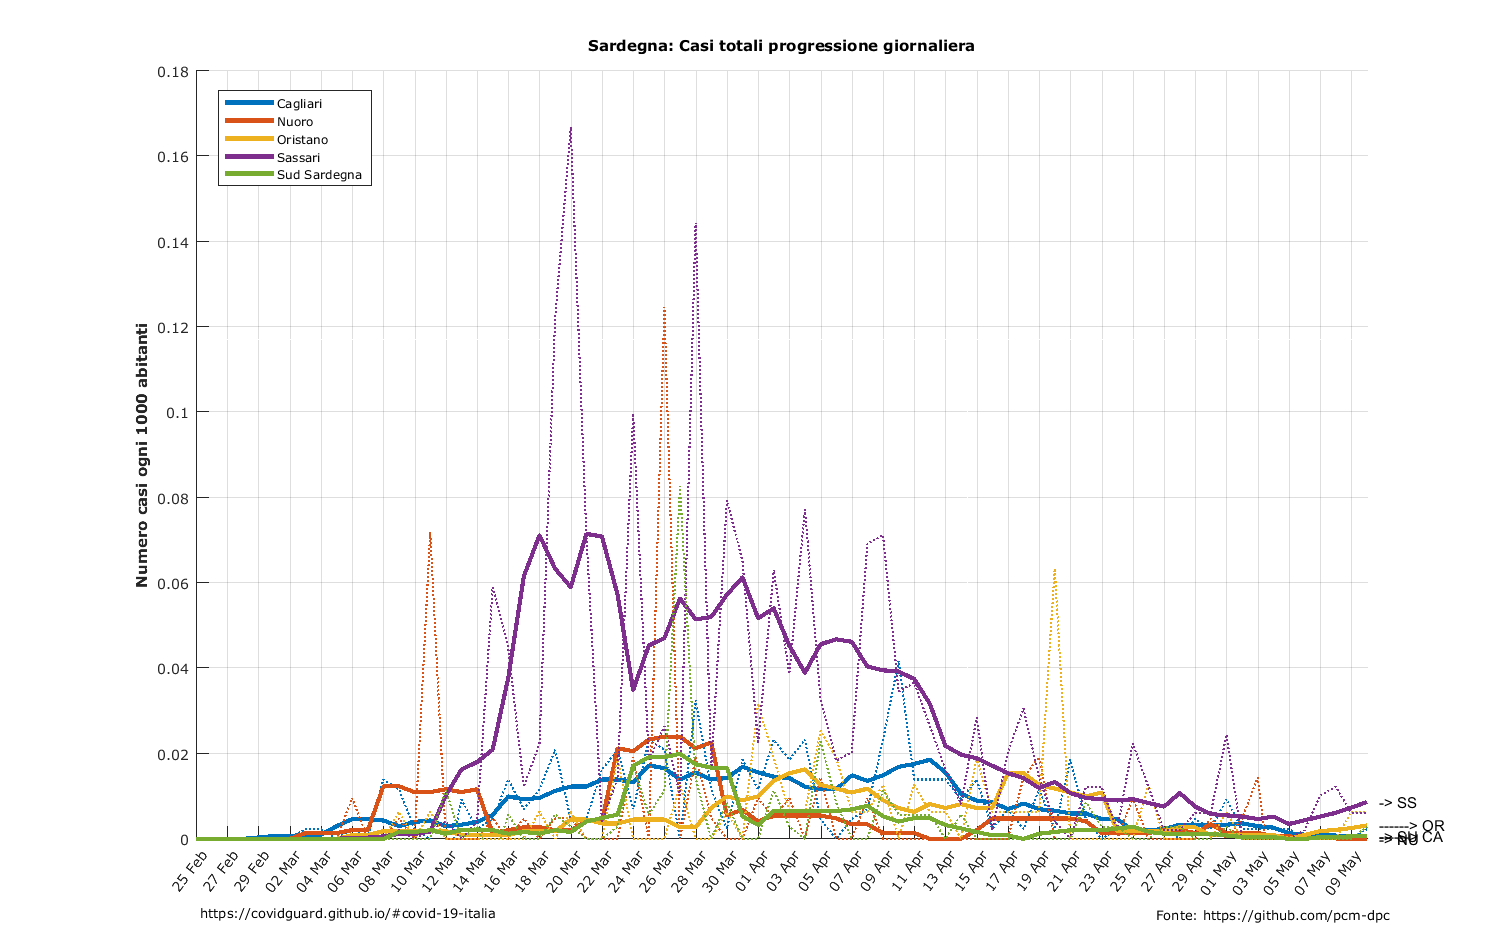 Sardegna: Casi totali progressione giornaliera
Numero casi ogni 1000 abitanti
0.18
0.16
0.14
0.12
0.1
0.08
0.06
0.04
0.02
0
Cagliari
Nuoro
Oristano
Sassari
Sud Sardegna
-> SS
------> OR
CA
-> NU
25 Feb
27 Feb
29 Feb
02 Mar
04 Mar
06 Mar
08 Mar
10 Mar
12 Mar
14 Mar
16 Mar
18 Mar
20 Mar
22 Mar
24 Mar
26 Mar
28 Mar
30 Mar
01 Apr
03 Apr
05 Apr
07 Apr
09 Apr
11 Apr
13 Apr
15 Apr
17 Apr
19 Apr
21 Apr
23 Apr
25 Apr
27 Apr
29 Apr
01 May
03 May
05 May
07 May
09 May
https://covidguard.github.io/#covid-19-italia
Fonte: https://github.com/pcm-dpc